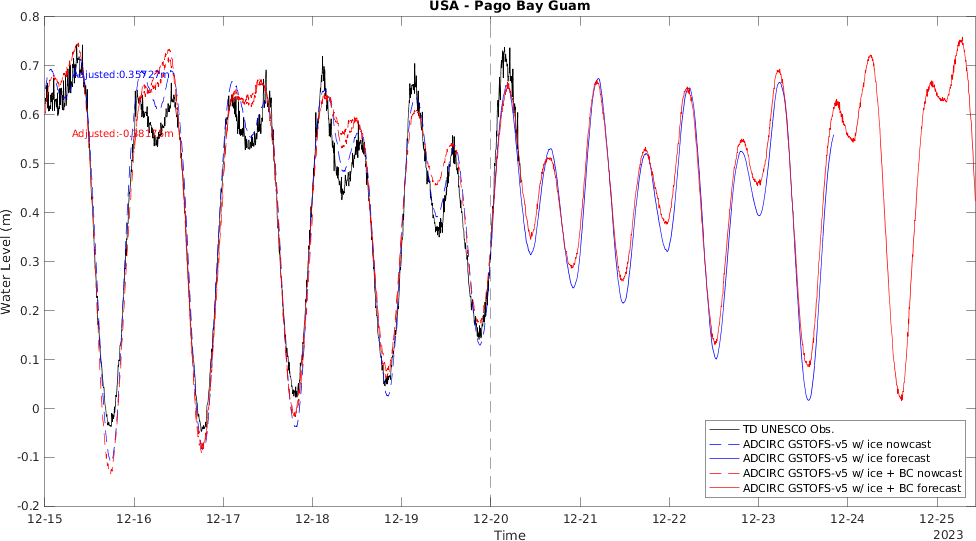 USA - Pago Bay Guam
0.8
0.7
0.6
0.5
0.4
0.3
0.2
0.1
0
-0.1
-0.2
Water Level (m)
Adjusted:0.35727m
TD UNESCO Obs.
ADCIRC GSTOFS-v5 w/ ice nowcast
ADCIRC GSTOFS-v5 w/ ice forecast
ADCIRC GSTOFS-v5 w/ ice + BC nowcast
ADCIRC GSTOFS-v5 w/ ice + BC forecast
12-15 12-16 12-17 12-18 12-19 12-20 12-21 12-22 12-23 12-24 12-25
Time
2023